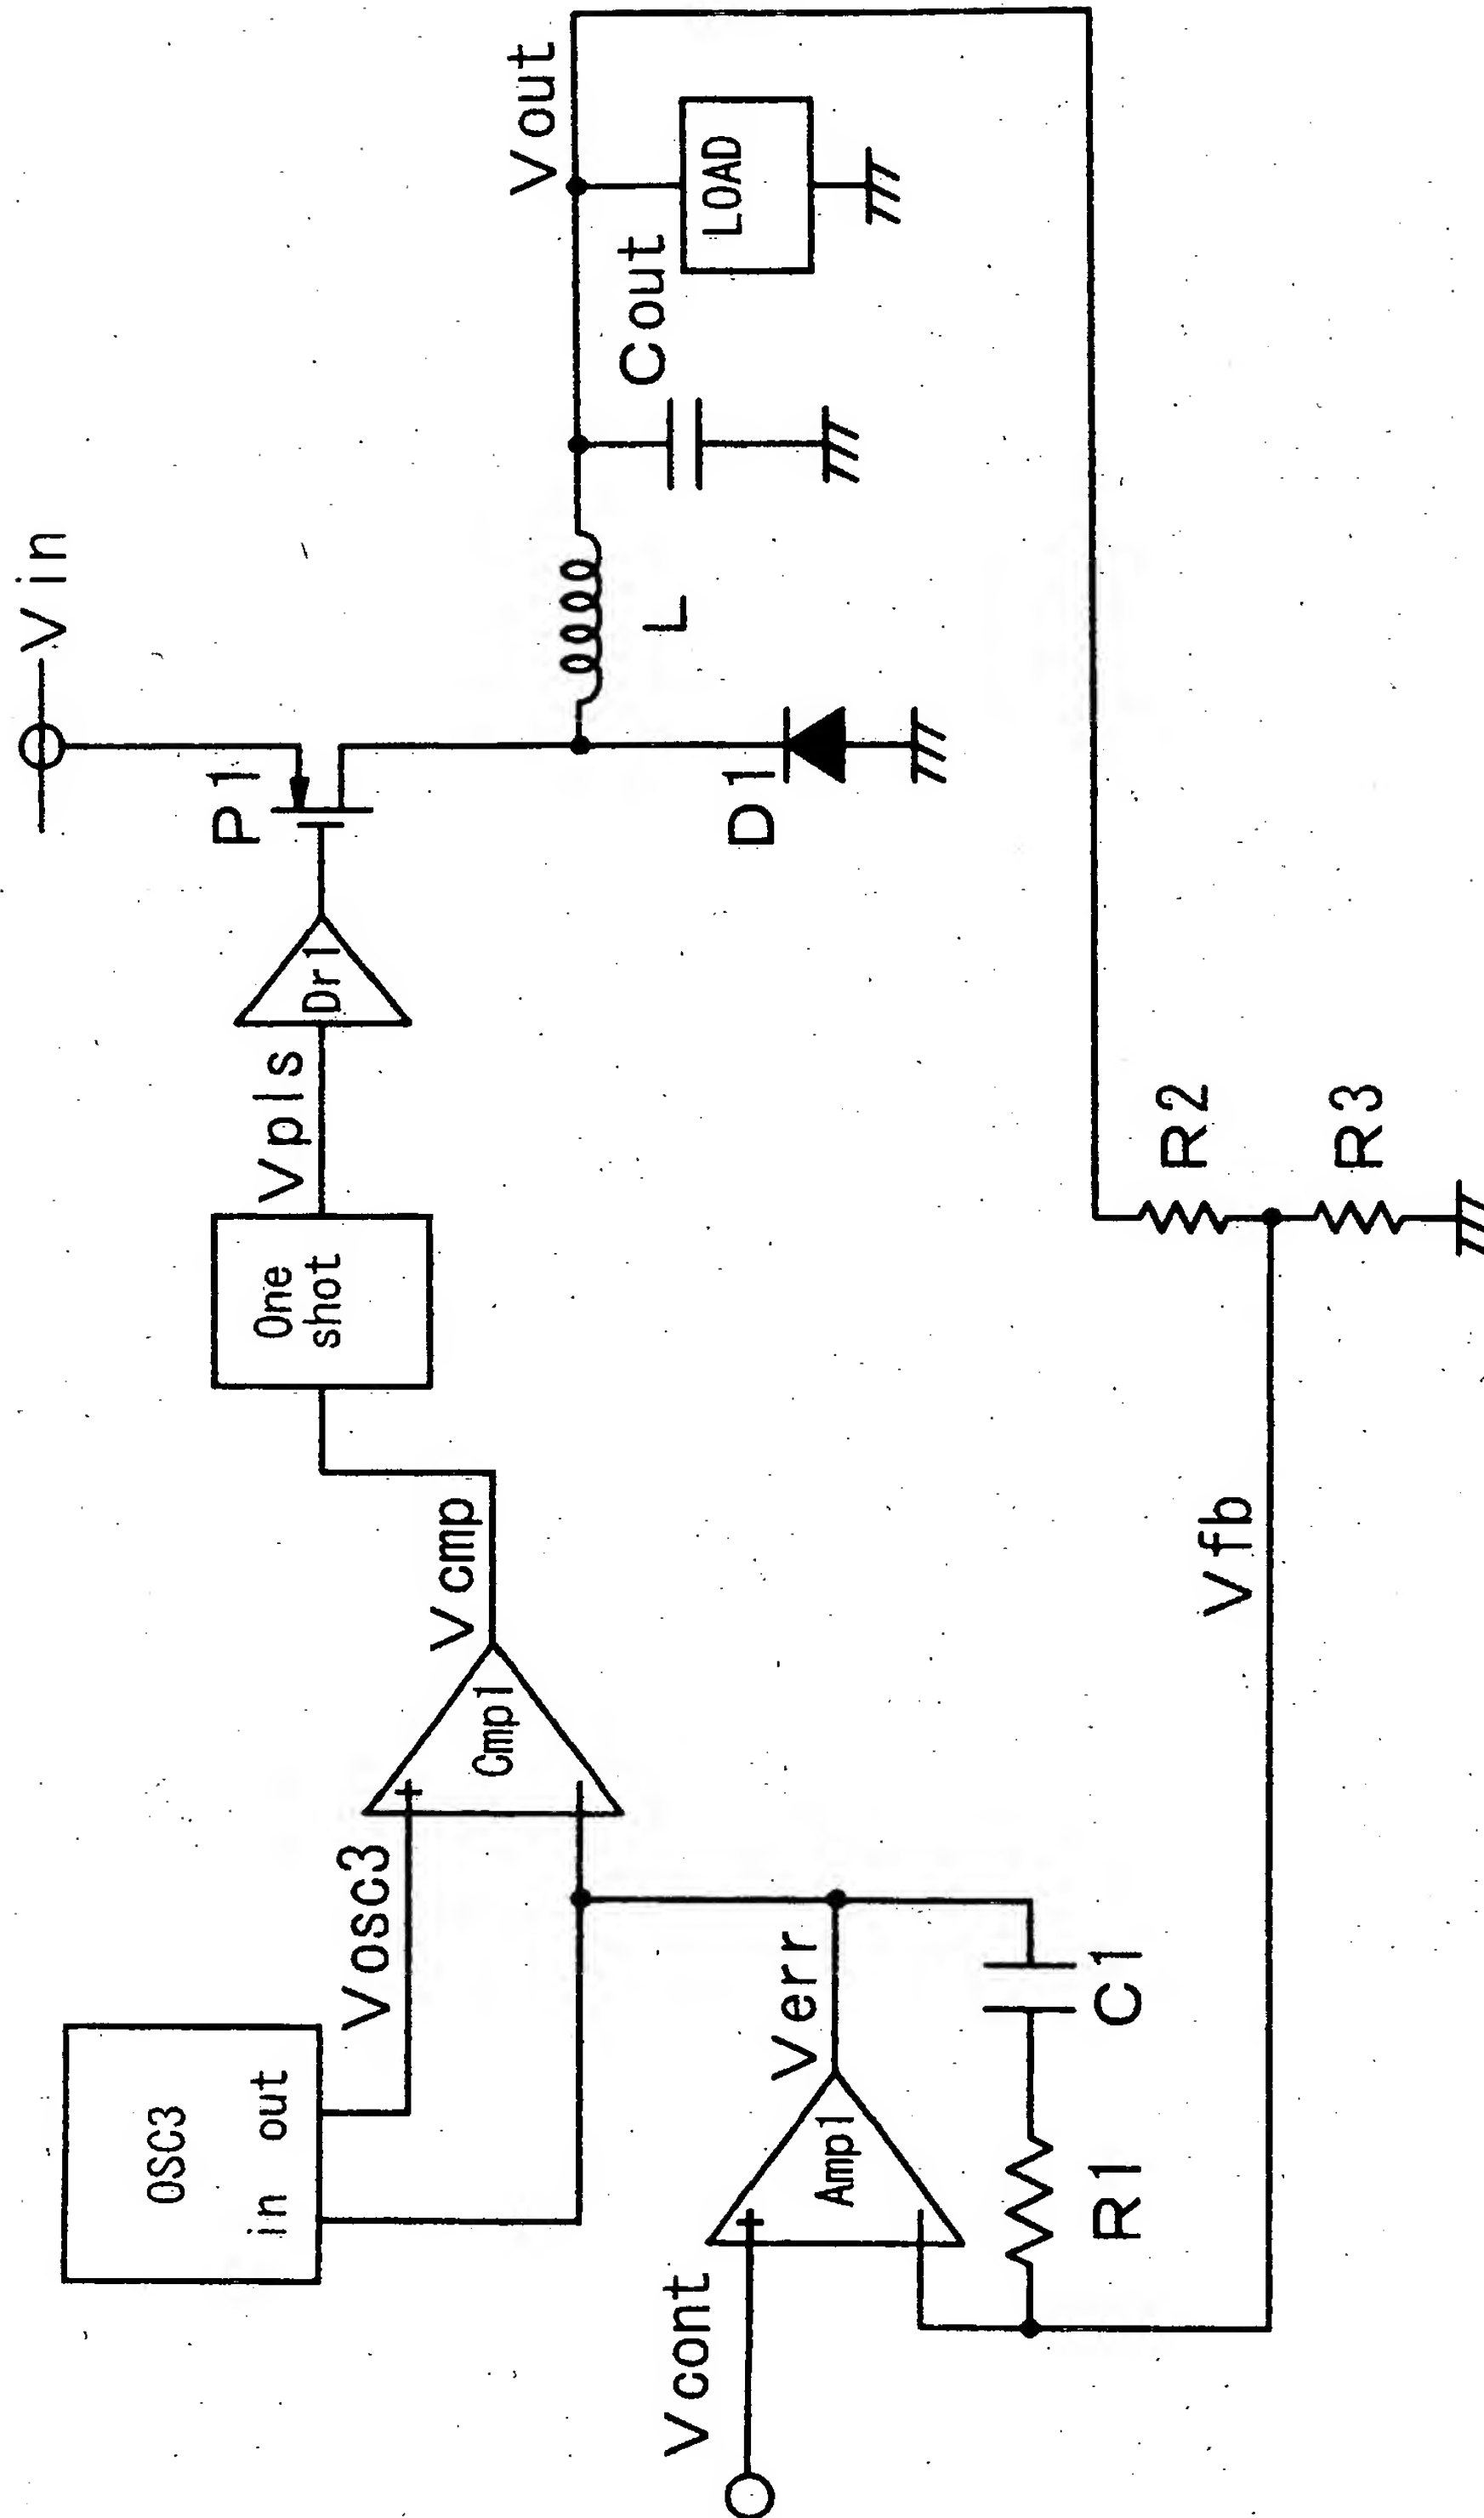 Vin
P1
Vout
OSC3
in out
Vosc3
Cmp1
Vcmp
One
shot
Vpls
Dr1
L
Cout
LOAD
D1
Vcont
Amp1
Verr
R1
C1
Vfb
R2
R3